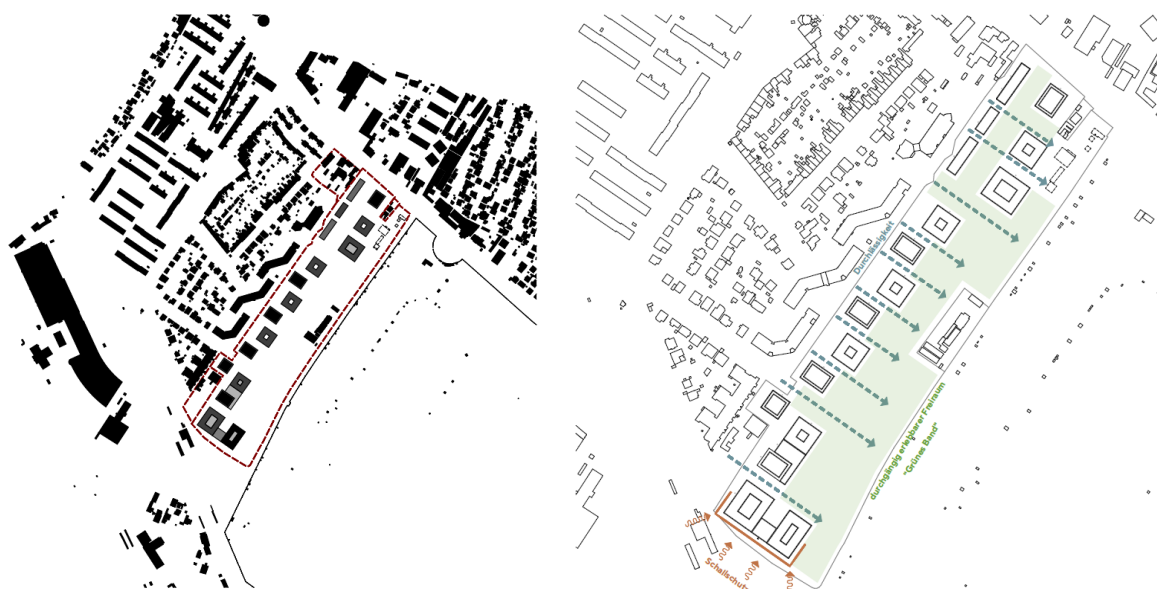 Durchlässigkeit
durchgängig erlebbarer Freiraum
"Grünes Band"
Schallschutz